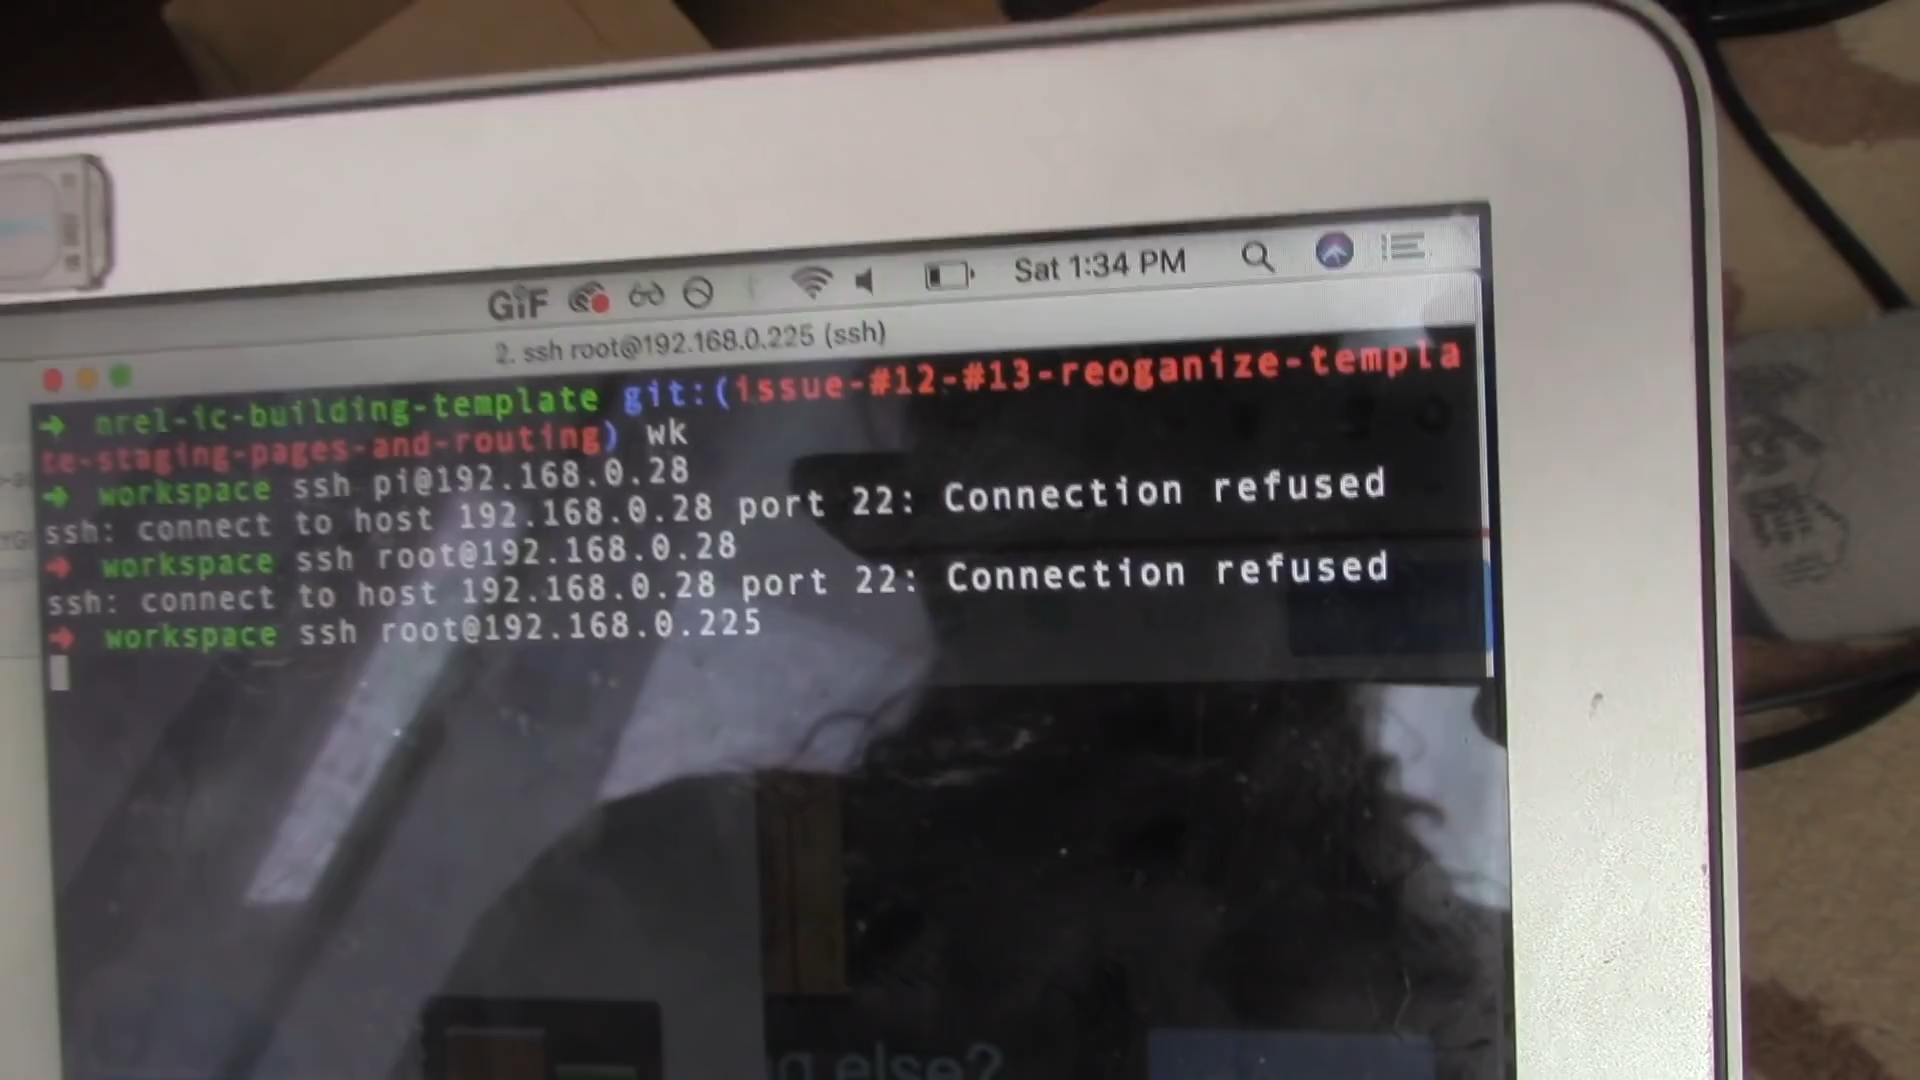 GIF Sat 1:34 PM
2. ssh root@192.168.0.225 (ssh)
➜ nrel-ic-building-template git:(issue-#12-#13-reoganize-templa
te-staging-pages-and-routing) wk
➜ workspace ssh pi@192.168.0.28
ssh: connect to host 192.168.0.28 port 22: Connection refused
➜ workspace ssh root@192.168.0.28
ssh: connect to host 192.168.0.28 port 22: Connection refused
➜ workspace ssh root@192.168.0.225
else?